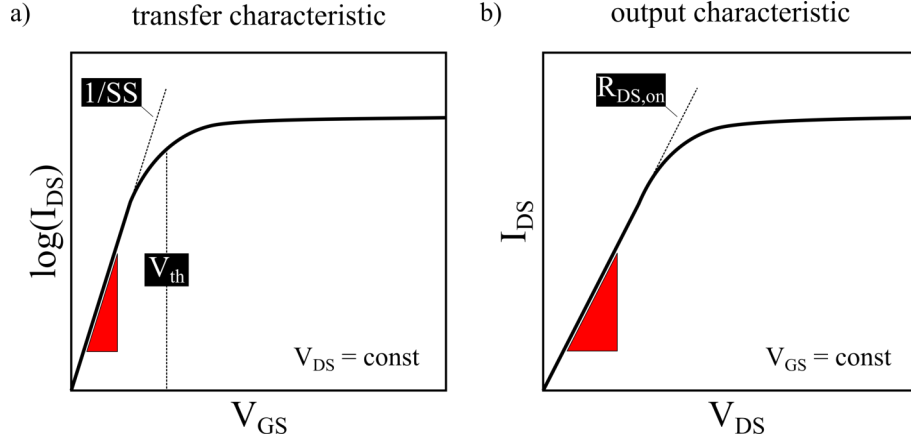 a)
transfer characteristic
1/SS
V_th
V_DS = const
log(I_DS)
V_GS
b)
output characteristic
R_DS,on
V_GS = const
I_DS
V_DS